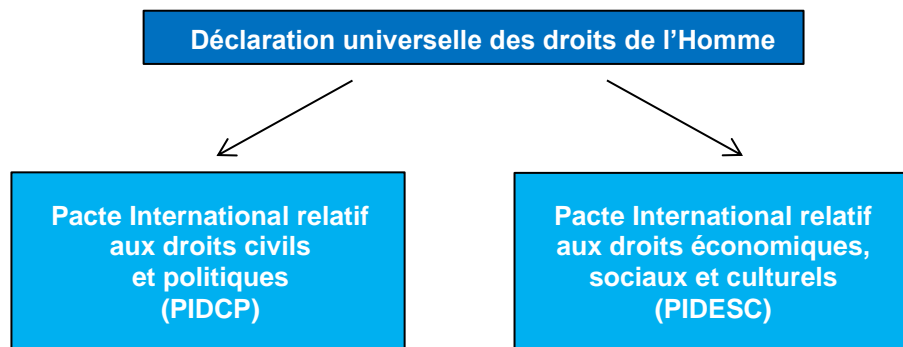 Déclaration universelle des droits de l’Homme
Pacte International relatif
aux droits civils
et politiques
(PIDCP)
Pacte International relatif
aux droits économiques,
sociaux et culturels
(PIDESC)